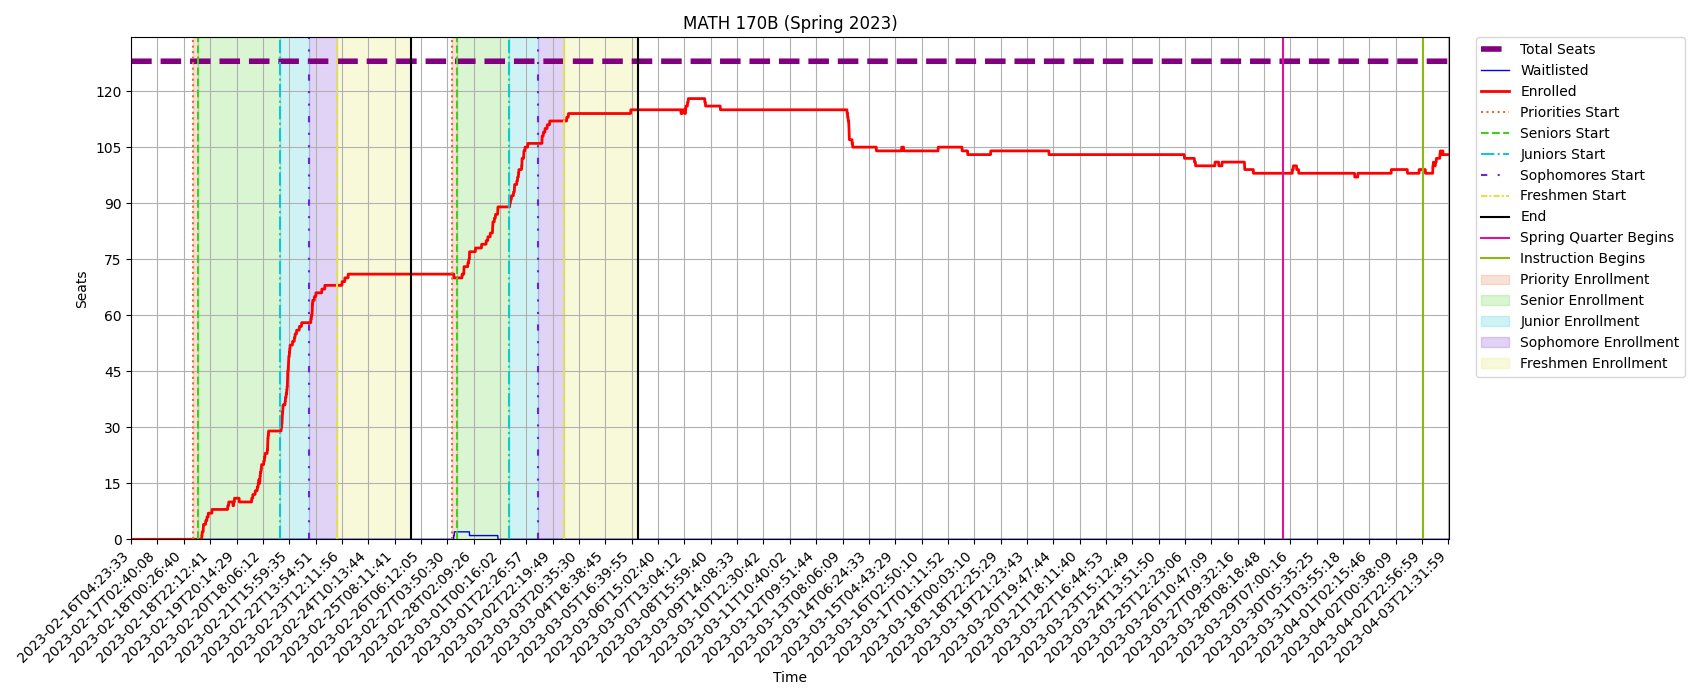 MATH 170B (Spring 2023)
Seats
120
105
90
75
60
45
30
15
0
2023-02-16T04:23:33
2023-02-17T02:40:08
2023-02-18T00:26:40
2023-02-18T22:12:41
2023-02-19T20:14:29
2023-02-20T18:06:12
2023-02-21T15:59:35
2023-02-22T13:54:51
2023-02-23T12:11:56
2023-02-24T10:13:44
2023-02-25T08:11:41
2023-02-26T06:12:05
2023-02-27T03:50:30
2023-02-28T02:09:26
2023-03-01T00:16:02
2023-03-01T22:26:57
2023-03-02T22:19:49
2023-03-03T20:35:30
2023-03-04T18:38:45
2023-03-05T16:39:55
2023-03-06T15:02:40
2023-03-07T13:04:12
2023-03-08T15:59:40
2023-03-09T14:08:33
2023-03-10T12:30:42
2023-03-11T10:40:02
2023-03-12T09:51:44
2023-03-13T08:06:09
2023-03-14T06:24:33
2023-03-15T04:43:29
2023-03-16T02:50:10
2023-03-17T01:11:52
2023-03-18T00:03:10
2023-03-18T22:25:29
2023-03-19T21:23:43
2023-03-20T19:47:44
2023-03-21T18:11:40
2023-03-22T16:44:53
2023-03-23T15:12:49
2023-03-24T13:51:50
2023-03-25T12:23:06
2023-03-26T10:47:09
2023-03-27T09:32:16
2023-03-28T08:18:48
2023-03-29T07:00:16
2023-03-30T05:35:25
2023-03-31T03:55:18
2023-04-01T02:15:46
2023-04-02T00:38:09
2023-04-02T22:56:59
2023-04-03T21:31:59
Time
Total Seats
Waitlisted
Enrolled
Priorities Start
Seniors Start
Juniors Start
Sophomores Start
Freshmen Start
End
Spring Quarter Begins
Instruction Begins
Priority Enrollment
Senior Enrollment
Junior Enrollment
Sophomore Enrollment
Freshmen Enrollment